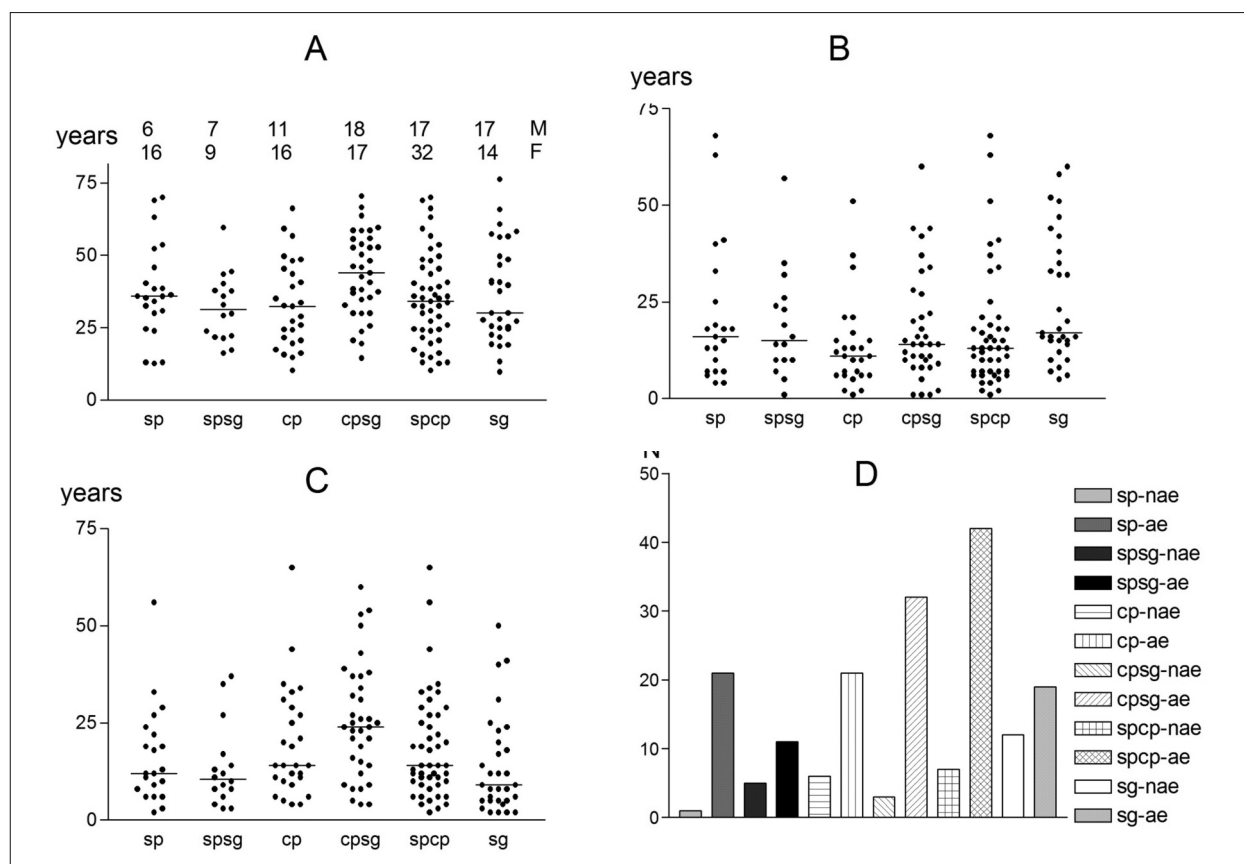 A
years
6 7 11 18 17 17 M
16 9 16 17 32 14 F
75
50
25
0
sp spsg cp cpsg spcp sg
B
years
75
50
25
0
sp spsg cp cpsg spcp sg
C
years
75
50
25
0
sp spsg cp cpsg spcp sg
D
N
50
40
30
20
10
0
sp-nae
sp-ae
spsg-nae
spsg-ae
cp-nae
cp-ae
cpsg-nae
cpsg-ae
spcp-nae
spcp-ae
sg-nae
sg-ae